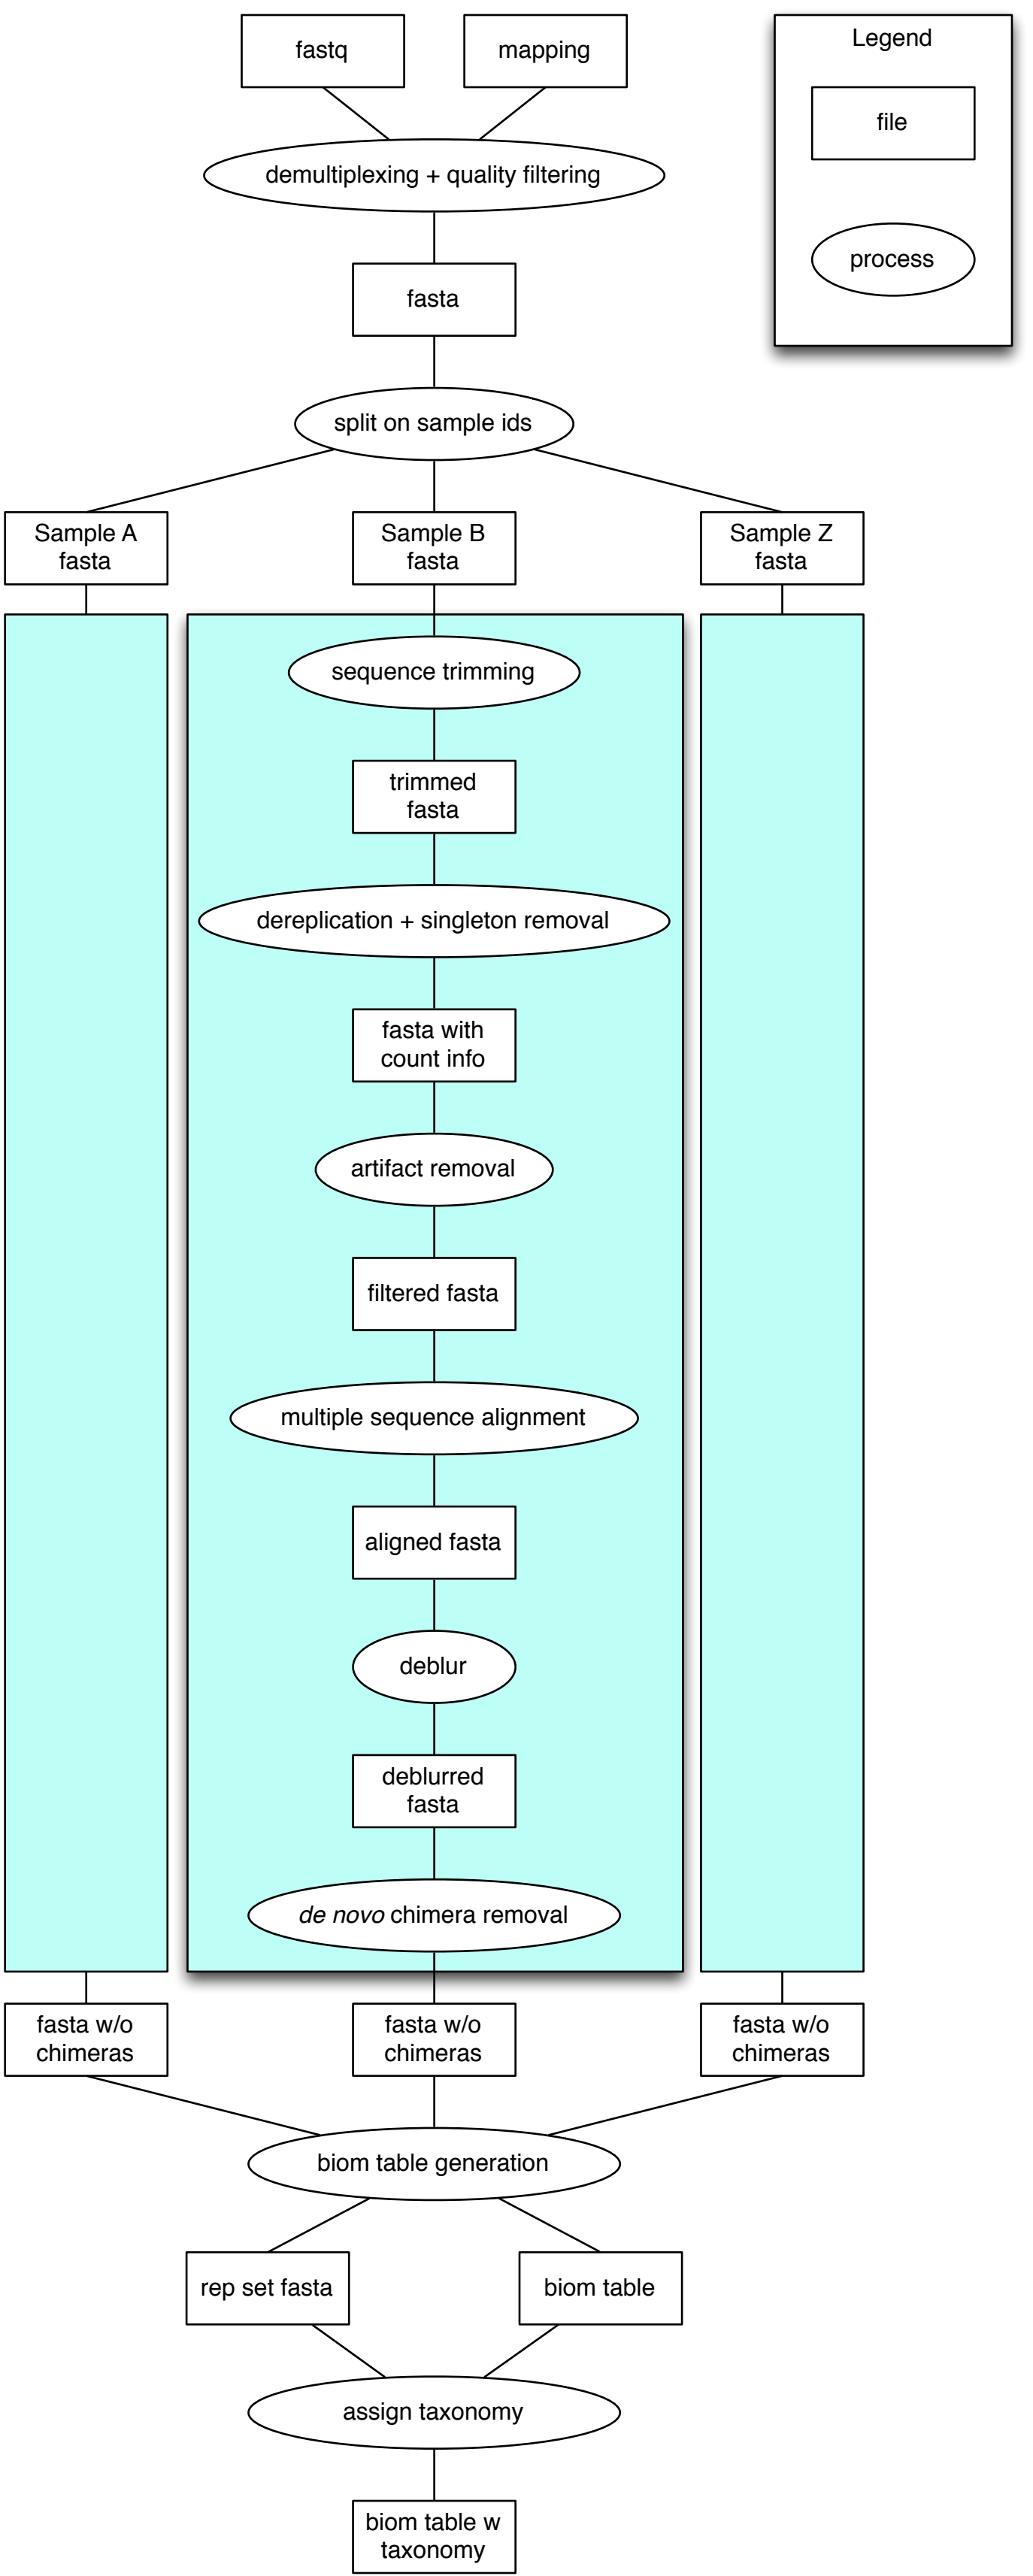 fastq
mapping
Legend
file
demultiplexing + quality filtering
process
fasta
split on sample ids
Sample A
fasta
Sample B
fasta
Sample Z
fasta
sequence trimming
trimmed
fasta
dereplication + singleton removal
fasta with
count info
artifact removal
filtered fasta
multiple sequence alignment
aligned fasta
deblur
deblurred
fasta
de novo chimera removal
fasta w/o
chimeras
fasta w/o
chimeras
fasta w/o
chimeras
biom table generation
rep set fasta
biom table
assign taxonomy
biom table w
taxonomy